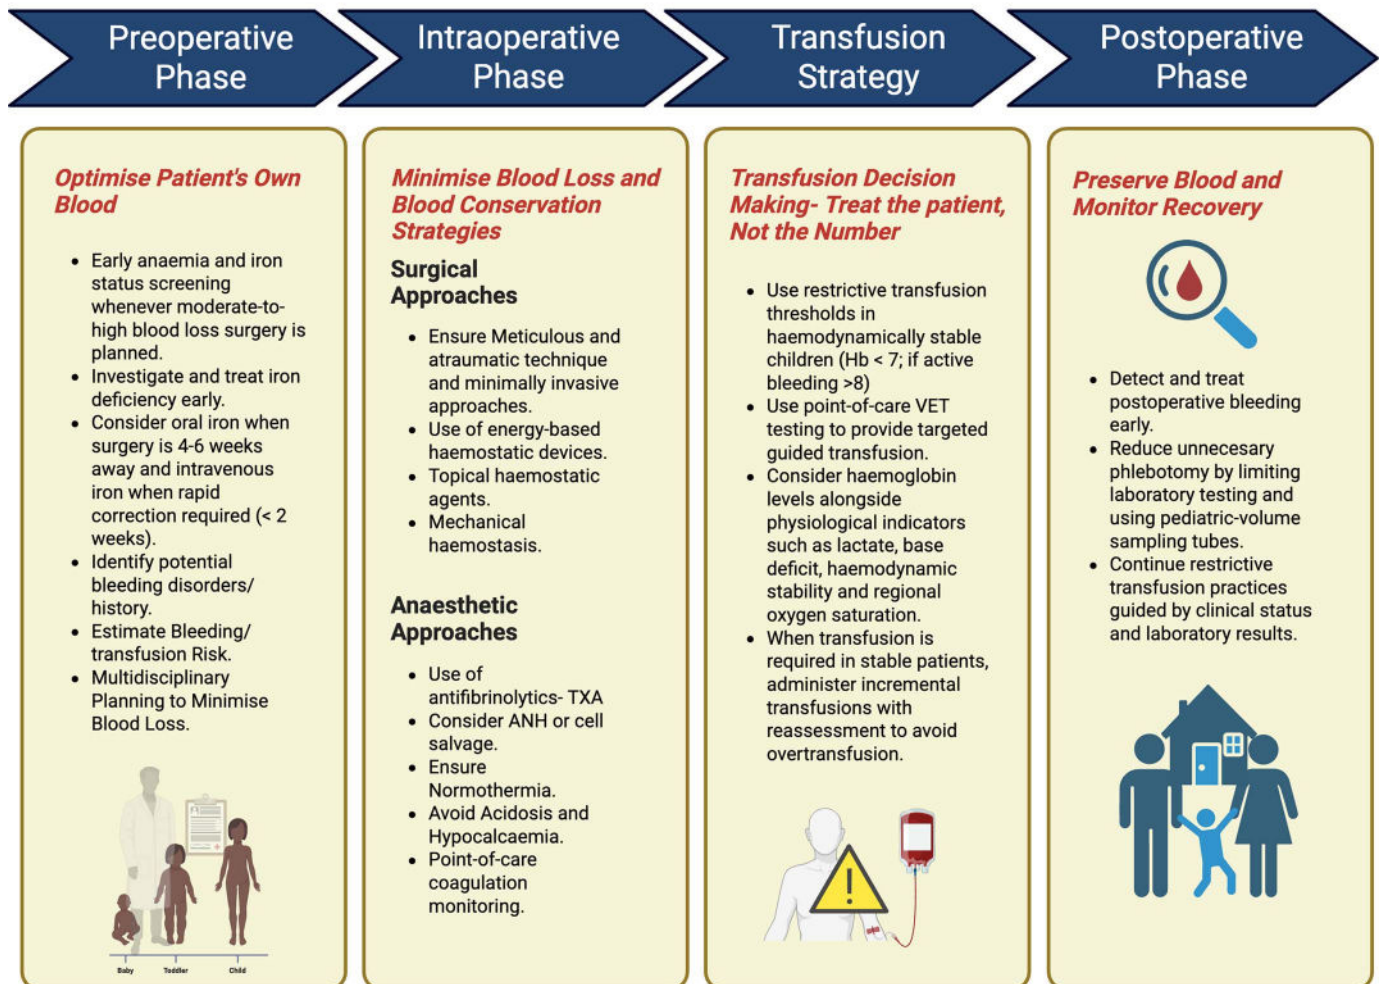 Preoperative
Phase
Intraoperative
Phase
Transfusion
Strategy
Postoperative
Phase
Optimise Patient's Own
Blood
• Early anaemia and iron
status screening
whenever moderate-to-
high blood loss surgery is
planned.
• Investigate and treat iron
deficiency early.
• Consider oral iron when
surgery is 4-6 weeks
away and intravenous
iron when rapid
correction required (< 2
weeks).
• Identify potential
bleeding disorders/
history.
• Estimate Bleeding/
transfusion Risk.
• Multidisciplinary
Planning to Minimise
Blood Loss.
Baby
Toddler
Child
Minimise Blood Loss and
Blood Conservation
Strategies
Surgical
Approaches
• Ensure Meticulous and
atraumatic technique
and minimally invasive
approaches.
• Use of energy-based
haemostatic devices.
• Topical haemostatic
agents.
• Mechanical
haemostasis.
Anaesthetic
Approaches
• Use of
antifibrinolytics- TXA
• Consider ANH or cell
salvage.
• Ensure
Normothermia.
• Avoid Acidosis and
Hypocalcaemia.
• Point-of-care
coagulation
monitoring.
Transfusion Decision
Making- Treat the patient,
Not the Number
• Use restrictive transfusion
thresholds in
haemodynamically stable
children (Hb < 7; if active
bleeding >8)
• Use point-of-care VET
testing to provide targeted
guided transfusion.
• Consider haemoglobin
levels alongside
physiological indicators
such as lactate, base
deficit, haemodynamic
stability and regional
oxygen saturation.
• When transfusion is
required in stable patients,
administer incremental
transfusions with
reassessment to avoid
overtransfusion.
Preserve Blood and
Monitor Recovery
• Detect and treat
postoperative bleeding
early.
• Reduce unnecesary
phlebotomy by limiting
laboratory testing and
using pediatric-volume
sampling tubes.
• Continue restrictive
transfusion practices
guided by clinical status
and laboratory results.